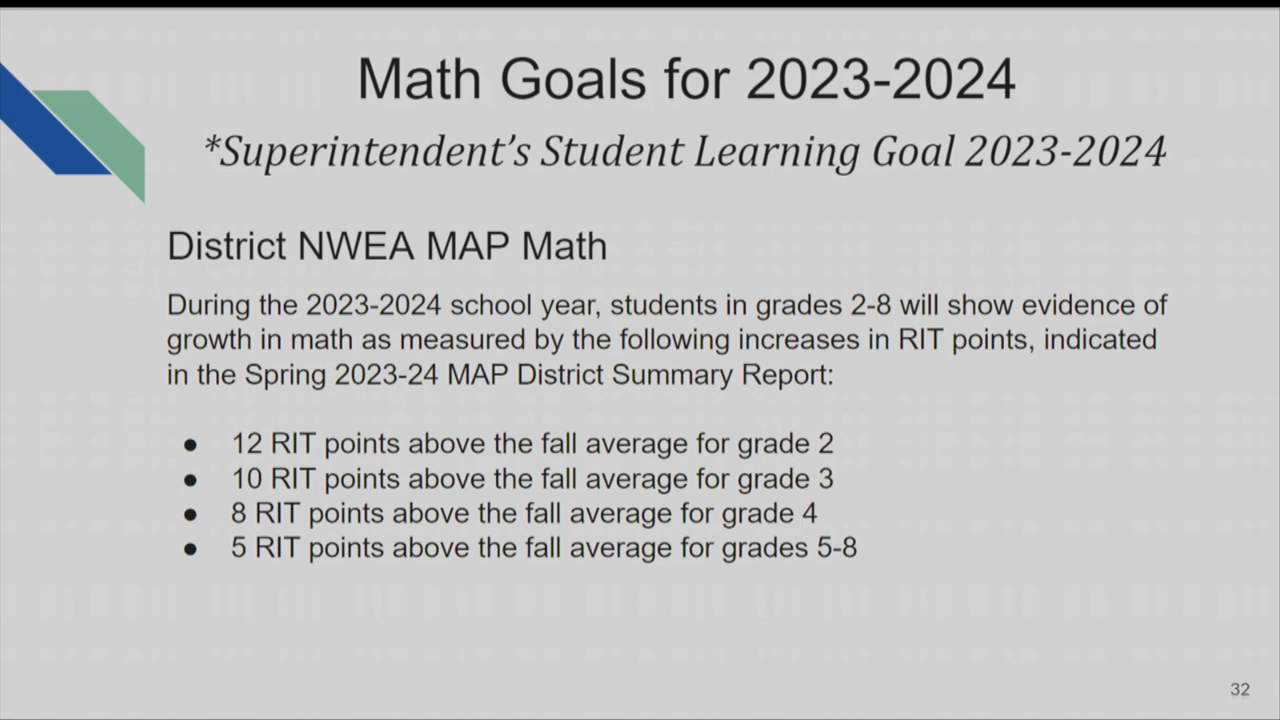 Math Goals for 2023-2024
*Superintendent's Student Learning Goal 2023-2024
District NWEA MAP Math
During the 2023-2024 school year, students in grades 2-8 will show evidence of
growth in math as measured by the following increases in RIT points, indicated
in the Spring 2023-24 MAP District Summary Report:
● 12 RIT points above the fall average for grade 2
● 10 RIT points above the fall average for grade 3
● 8 RIT points above the fall average for grade 4
● 5 RIT points above the fall average for grades 5-8
32